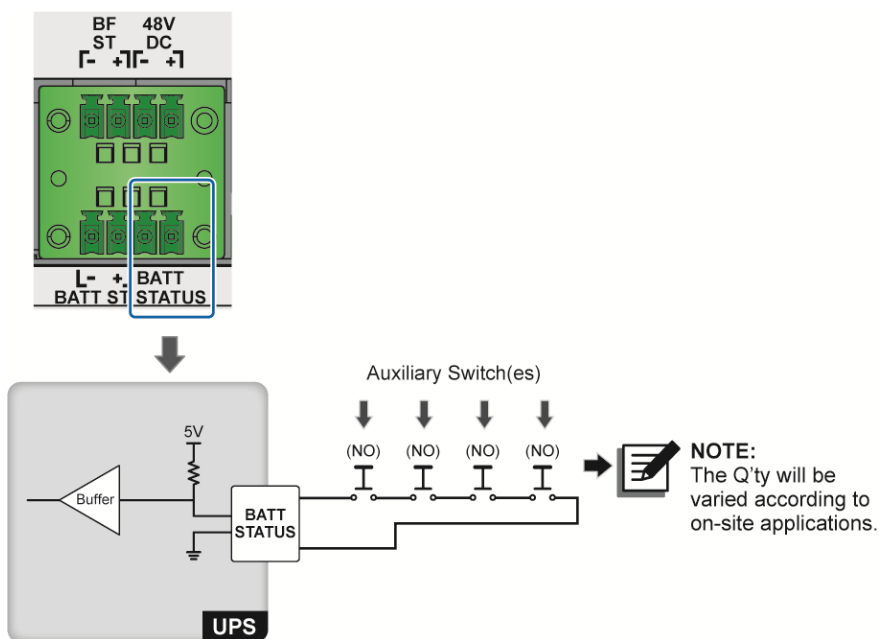 BF 48V
ST DC
- + - +
- + BATT
BATT ST STATUS
Auxiliary Switch(es)
(NO) (NO) (NO) (NO)
5V
Buffer
BATT
STATUS
UPS
NOTE:
The Q'ty will be
varied according to
on-site applications.